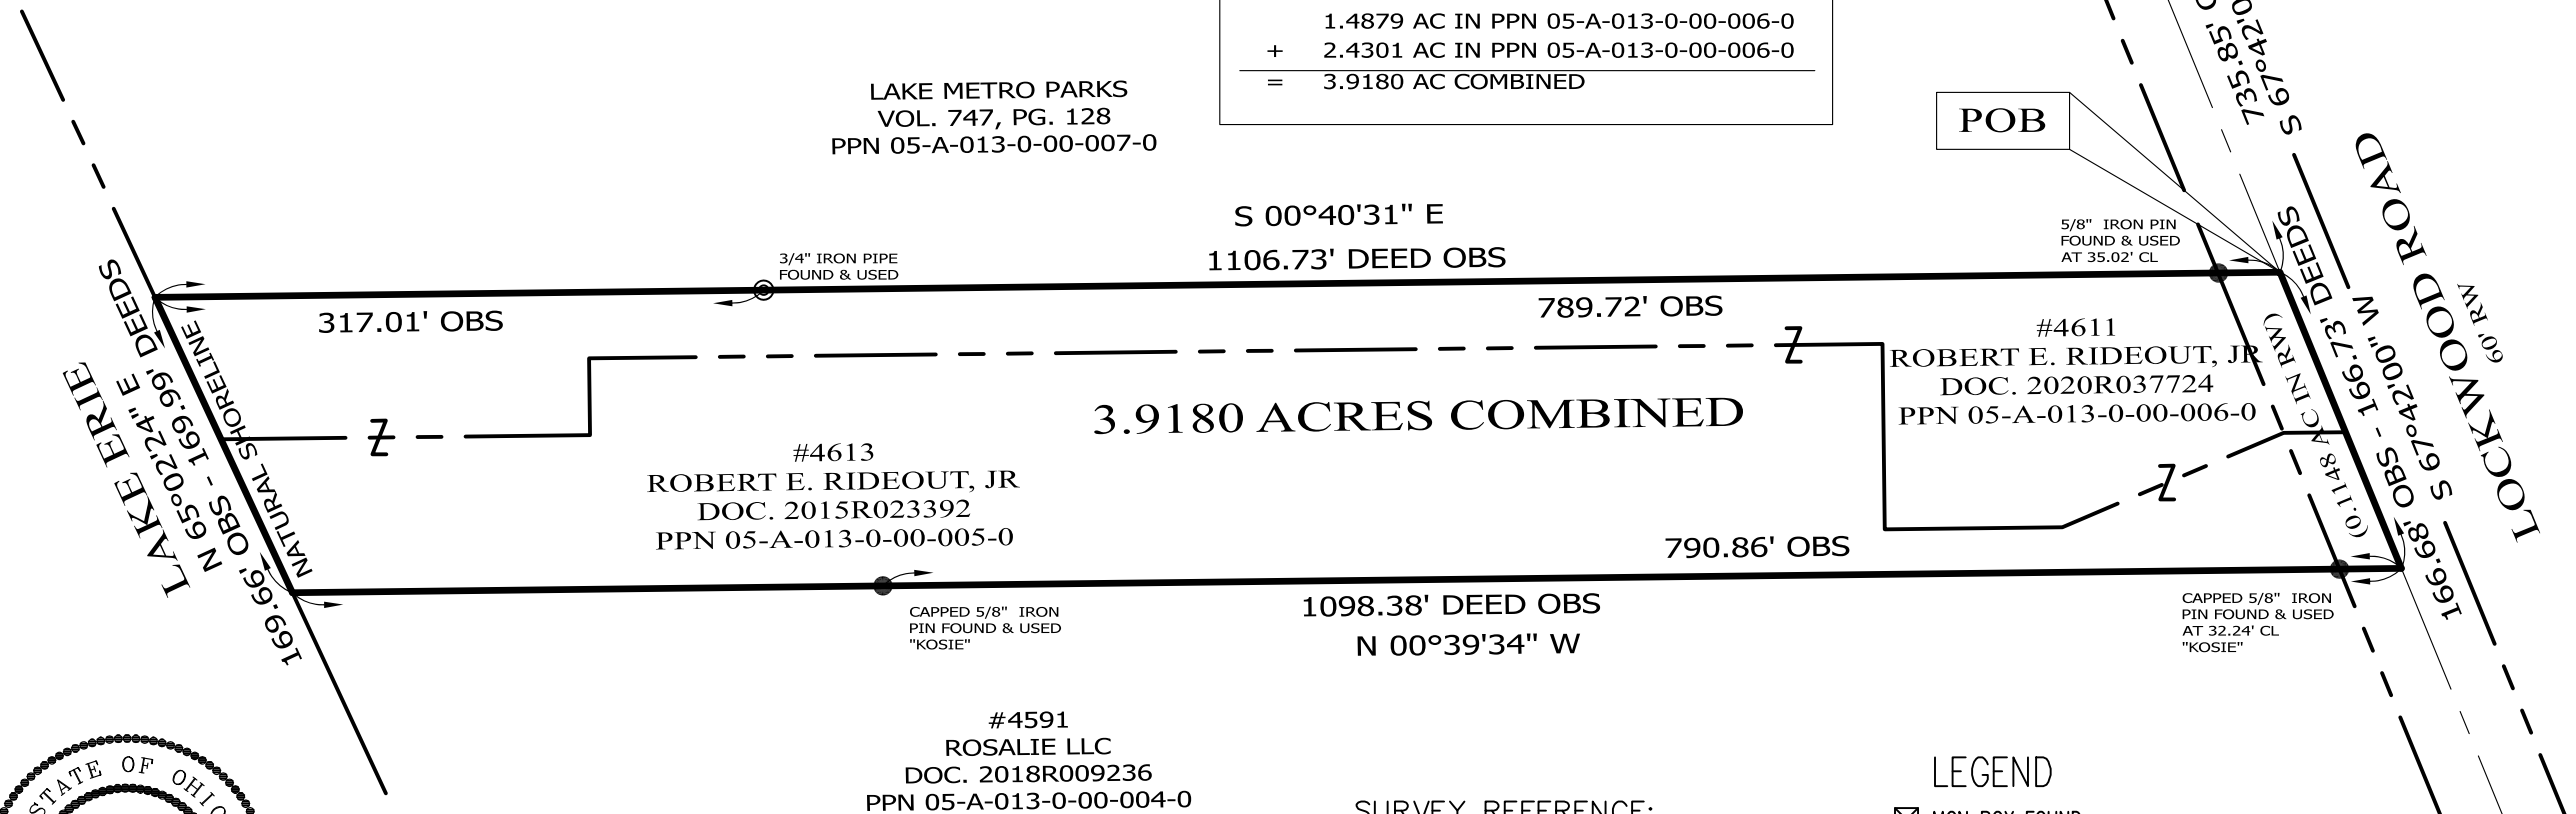 1.4879 AC IN PPN 05-A-013-0-00-006-0
+ 2.4301 AC IN PPN 05-A-013-0-00-006-0
= 3.9180 AC COMBINED
LAKE METRO PARKS
VOL. 747, PG. 128
PPN 05-A-013-0-00-007-0
POB
735.85'
S 67°42'0
LOCKWOOD ROAD
60' RW
S 00°40'31" E
1106.73' DEED OBS
5/8" IRON PIN
FOUND & USED
AT 35.02' CL
3/4" IRON PIPE
FOUND & USED
317.01' OBS
789.72' OBS
LAKE ERIE
N 65°02'24" E
169.66' OBS - 169.99' DEEDS
NATURAL SHORELINE
Z
Z
Z
#4611
ROBERT E. RIDEOUT, JR
DOC. 2020R037724
PPN 05-A-013-0-00-006-0
3.9180 ACRES COMBINED
(0.1148 AC IN RW)
166.68' OBS - 166.73' DEEDS
S 67°42'00" W
#4613
ROBERT E. RIDEOUT, JR
DOC. 2015R023392
PPN 05-A-013-0-00-005-0
790.86' OBS
CAPPED 5/8" IRON
PIN FOUND & USED
"KOSIE"
1098.38' DEED OBS
N 00°39'34" W
CAPPED 5/8" IRON
PIN FOUND & USED
AT 32.24' CL
"KOSIE"
#4591
ROSALIE LLC
DOC. 2018R009236
PPN 05-A-013-0-00-004-0
STATE OF OHIO
SURVEY REFERENCE:
LEGEND
MON BOX FOUND